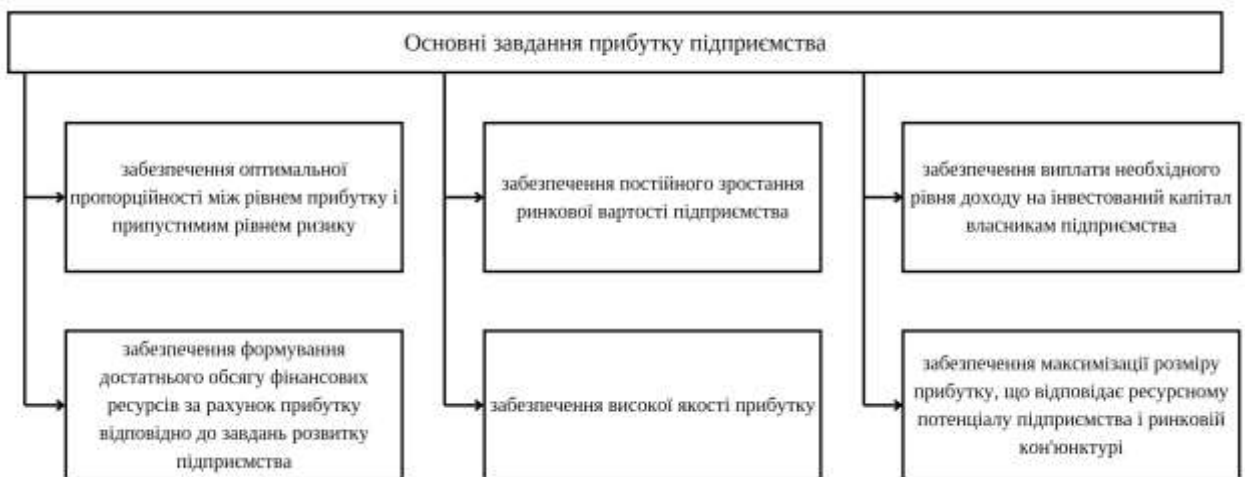 Основні завдання прибутку підприємства
забезпечення оптимальної
пропорційності між рівнем прибутку і
припустимим рівнем ризику
забезпечення постійного зростання
ринкової вартості підприємства
забезпечення виплати необхідного
рівня доходу на інвестований капітал
власникам підприємства
забезпечення формування
достатнього обсягу фінансових
ресурсів за рахунок прибутку
відповідно до завдань розвитку
підприємства
забезпечення високої якості прибутку
забезпечення максимізації розміру
прибутку, що відповідає ресурсному
потенціалу підприємства і ринковій
кон'юнктурі